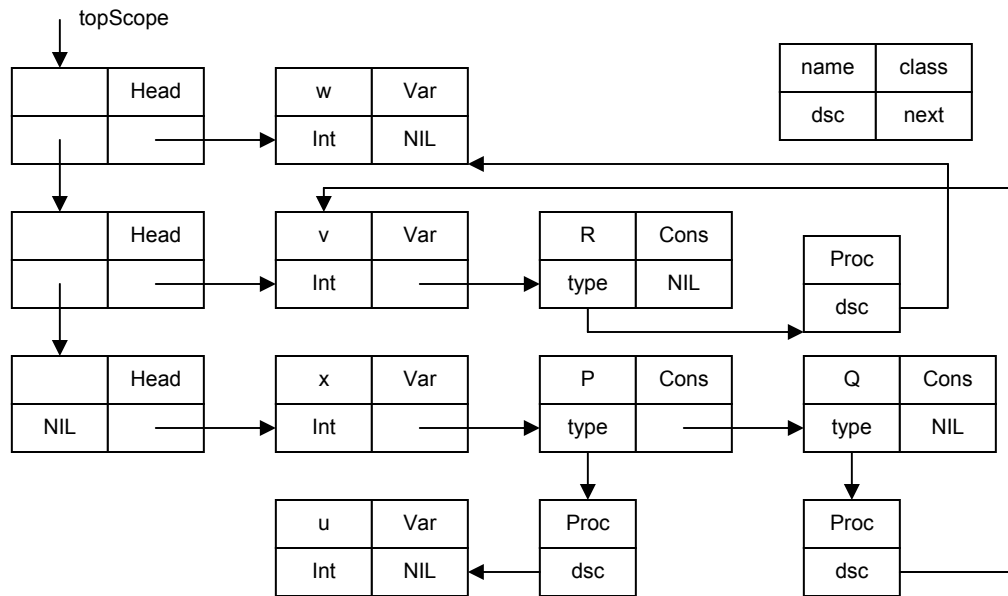 topScope
name class
dsc next
Head
w Var
Int NIL
Head
v Var
Int
R Cons
type NIL
Proc
dsc
Head
NIL
x Var
Int
P Cons
type
Q Cons
type NIL
u Var
Int NIL
Proc
dsc
Proc
dsc